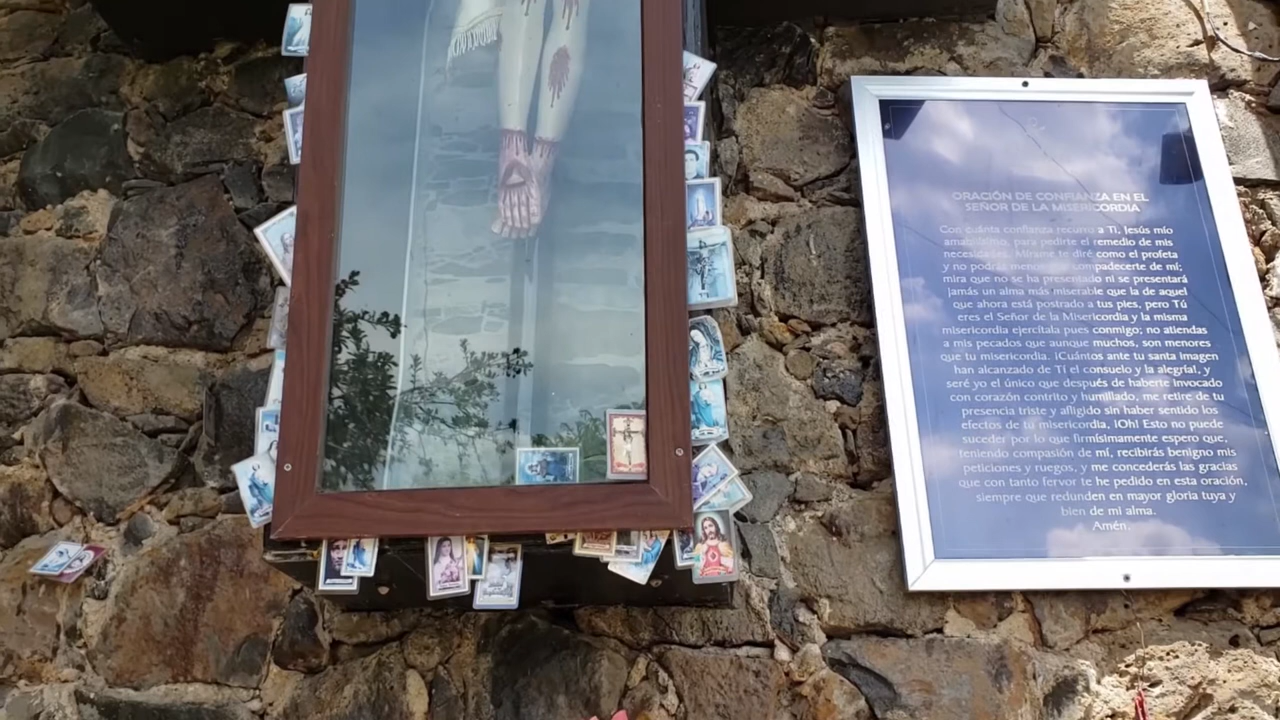 ORACIÓN DE CONFIANZA EN EL
SEÑOR DE LA MISERICORDIA
Con cuánta confianza recurro a Ti, Jesús mío
amabilísimo, para pedirte el remedio de mis
necesidades. Mírame te diré como el profeta
y no podrás menos que compadecerte de mí;
mira que no se ha presentado ni se presentará
jamás un alma más miserable que la de aquel
que ahora está postrado a tus pies, pero Tú
eres el Señor de la Misericordia y la misma
misericordia ejercítala pues conmigo; no atiendas
a mis pecados que aunque muchos, son menores
que tu misericordia. ¡Cuántos ante tu santa imagen
han alcanzado de Ti el consuelo y la alegría!, y
seré yo el único que después de haberte invocado
con corazón contrito y humillado, me retire de tu
presencia triste y afligido sin haber sentido los
efectos de tu misericordia, ¡Oh! Esto no puede
suceder por lo que firmísimamente espero que,
teniendo compasión de mí, recibirás benigno mis
peticiones y ruegos, y me concederás las gracias
que con tanto fervor te he pedido en esta oración,
siempre que redunden en mayor gloria tuya y
bien de mi alma.
Amén.